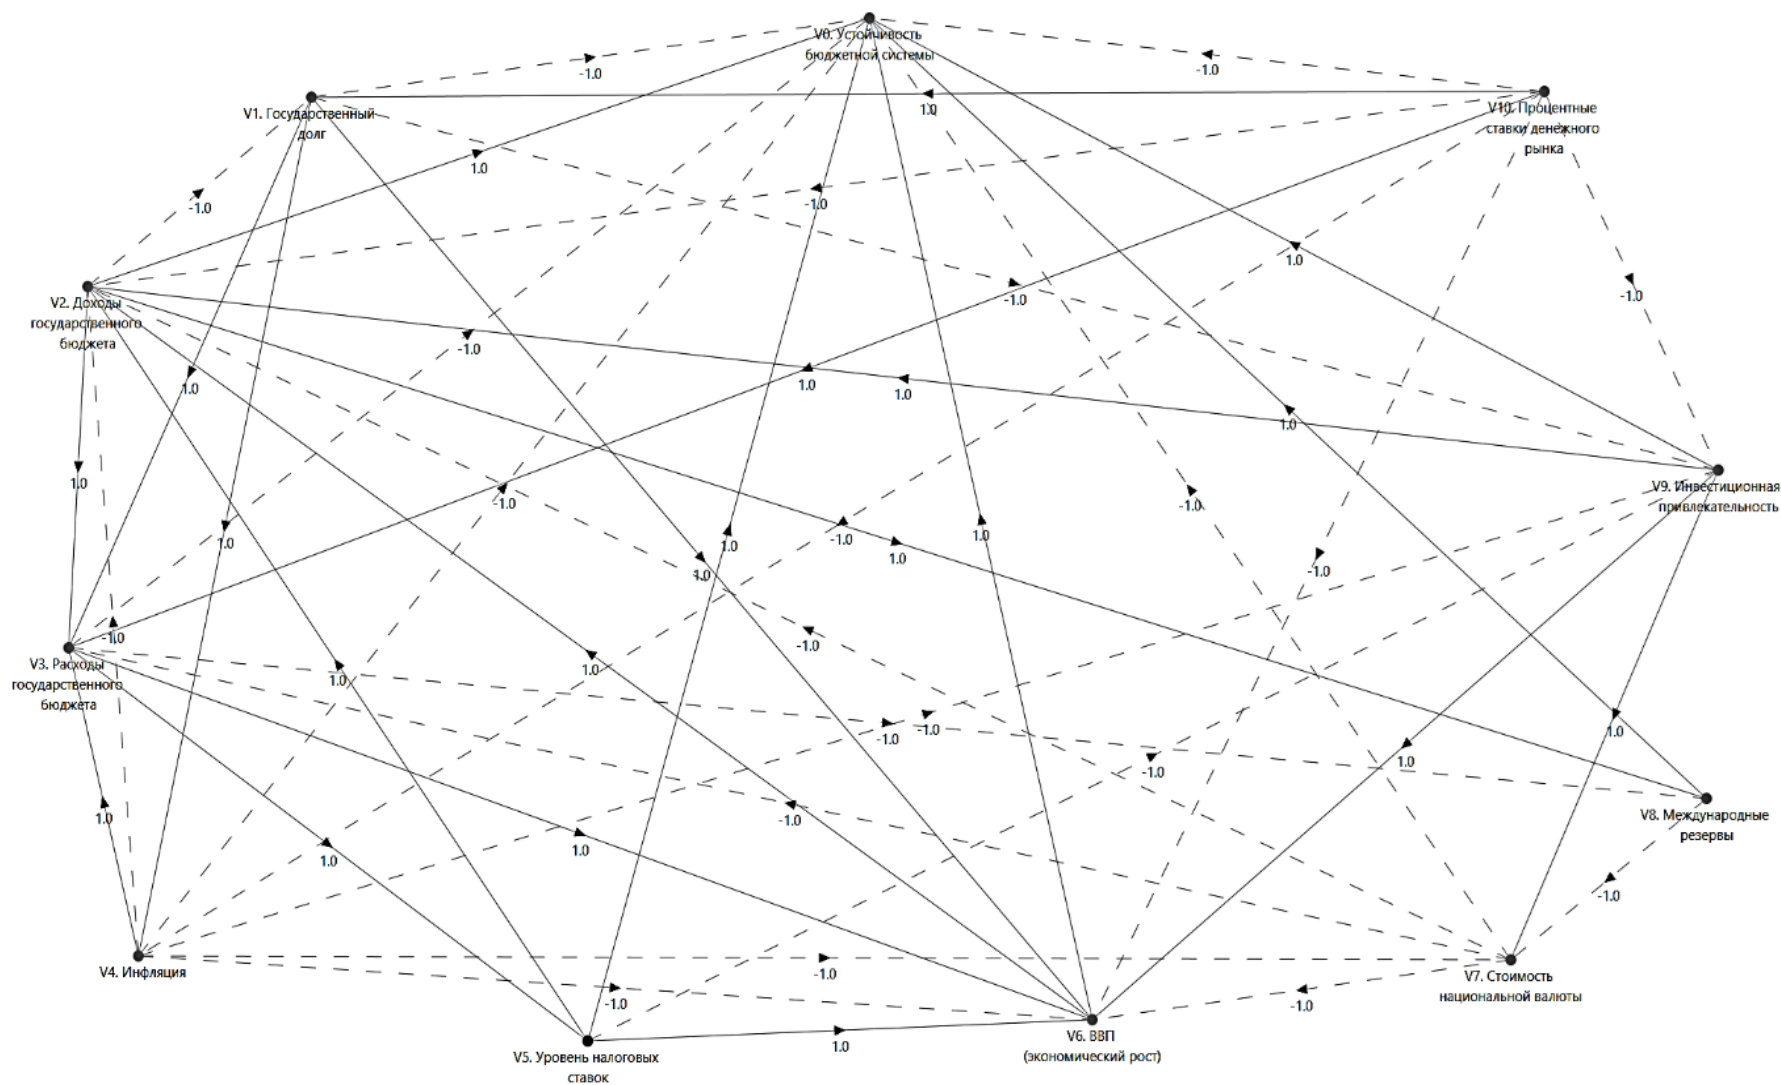 V0. Устойчивость
бюджетной системы
-1.0
-1.0
V1. Государственный
долг
1.0
V10. Процентные
ставки денежного
рынка
1.0
-1.0
-1.0
1.0
-1.0
-1.0
V2. Доходы
государственного
бюджета
-1.0
1.0
1.0
1.0
1.0
1.0
-1.0
V9. Инвестиционная
привлекательность
-1.0
1.0
1.0
-1.0
1.0
1.0
1.0
-1.0
1.0
-1.0
-1.0
V3. Расходы
государственного
бюджета
1.0
1.0
-1.0
-1.0
-1.0
1.0
1.0
-1.0
1.0
-1.0
V8. Международные
резервы
1.0
1.0
-1.0
V4. Инфляция
-1.0
V7. Стоимость
национальной валюты
-1.0
-1.0
V5. Уровень налоговых
ставок
1.0
V6. ВВП
(экономический рост)